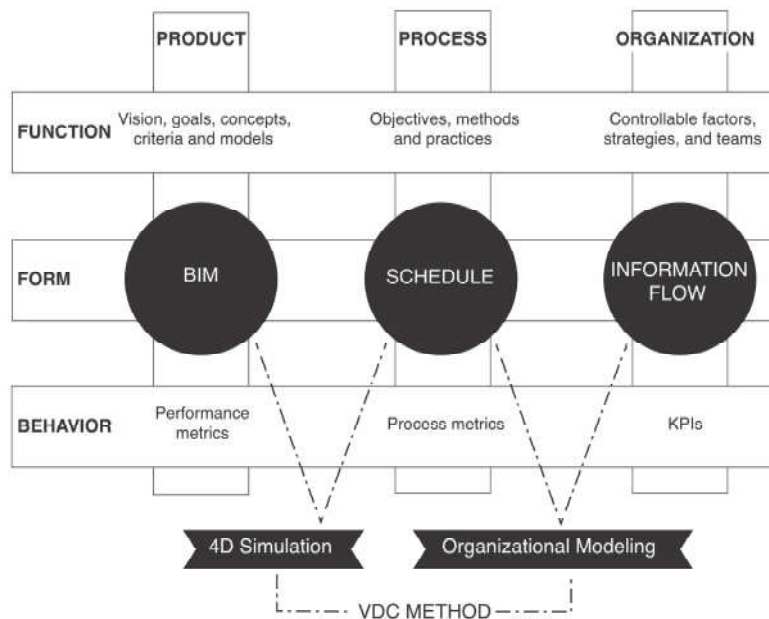 PRODUCT
PROCESS
ORGANIZATION
FUNCTION
Vision, goals, concepts,
criteria and models
Objectives, methods
and practices
Controllable factors,
strategies, and teams
FORM
BIM
SCHEDULE
INFORMATION
FLOW
BEHAVIOR
Performance
metrics
Process metrics
KPIs
4D Simulation
Organizational Modeling
VDC METHOD